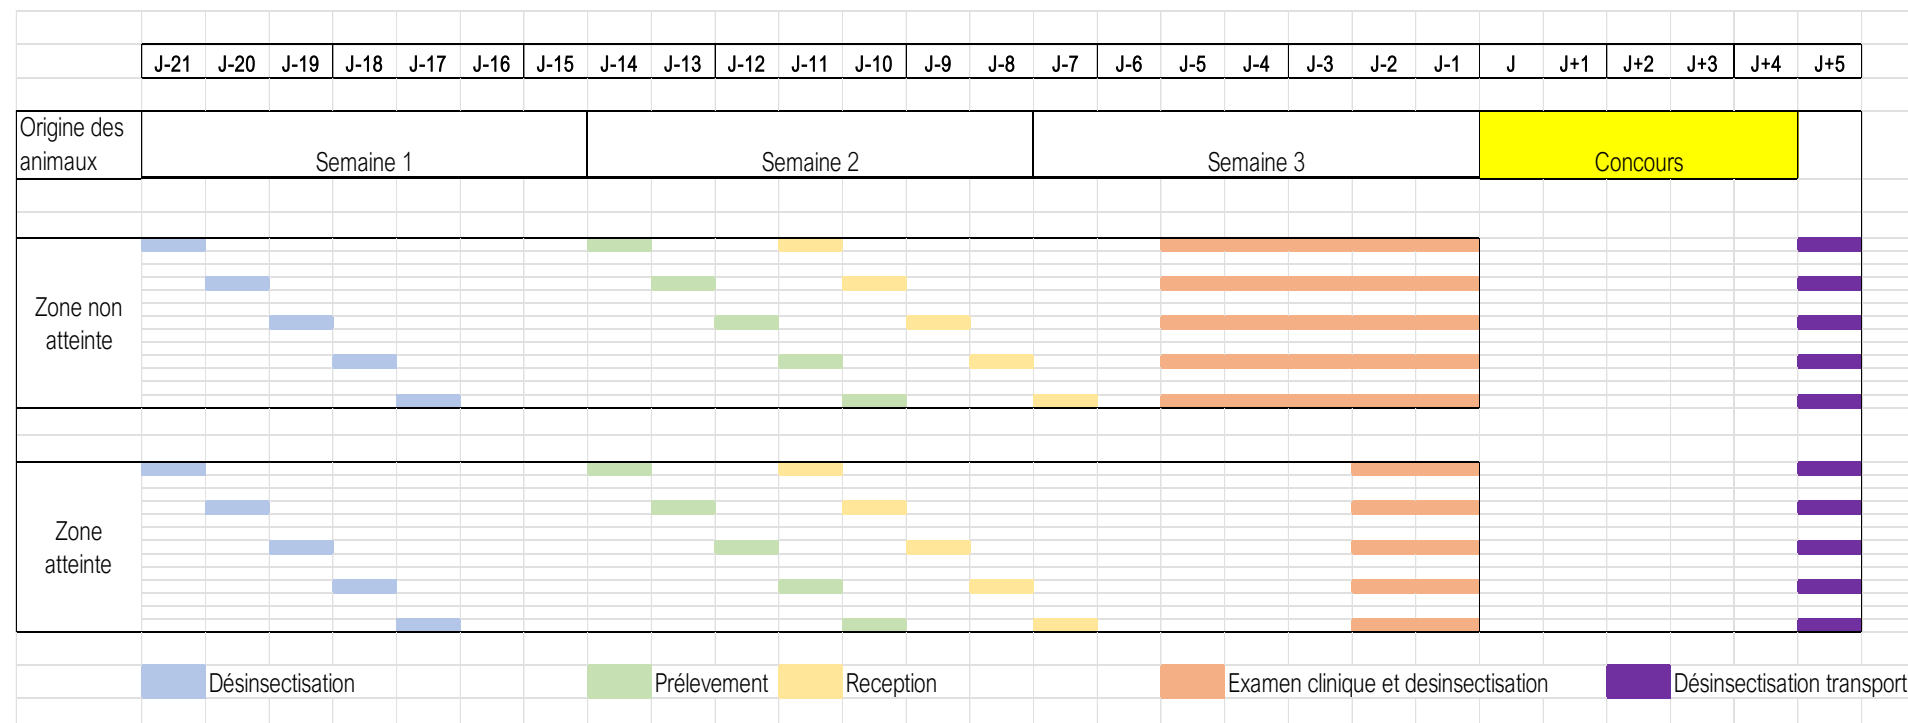 J-21 J-20 J-19 J-18 J-17 J-16 J-15 J-14 J-13 J-12 J-11 J-10 J-9 J-8 J-7 J-6 J-5 J-4 J-3 J-2 J-1 J J+1 J+2 J+3 J+4 J+5
Origine des
animaux
Semaine 1 Semaine 2 Semaine 3 Concours
Zone non
atteinte
Zone
atteinte
Désinsectisation Prélevement Reception Examen clinique et desinsectisation Désinsectisation transport